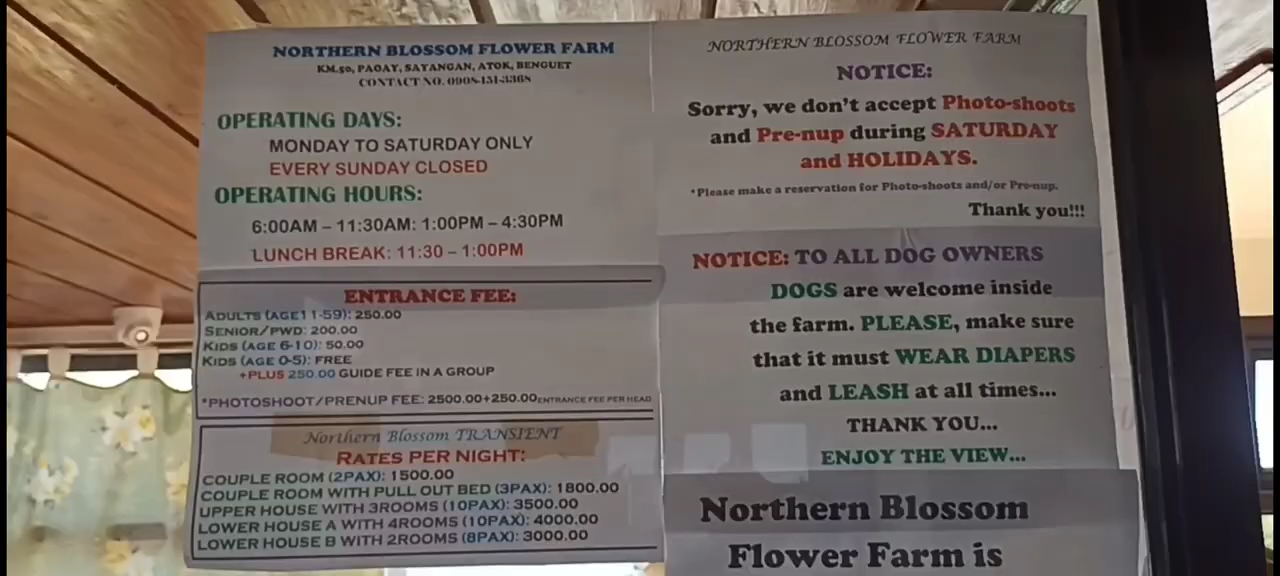 NORTHERN BLOSSOM FLOWER FARM
KM.50, PAOAY, SAYANGAN, ATOK, BENGUET
CONTACT NO. 0908-131-3368
OPERATING DAYS:
MONDAY TO SATURDAY ONLY
EVERY SUNDAY CLOSED
OPERATING HOURS:
6:00AM – 11:30AM: 1:00PM – 4:30PM
LUNCH BREAK: 11:30 – 1:00PM
ENTRANCE FEE:
ADULTS (AGE11-59): 250.00
SENIOR/PWD: 200.00
KIDS (AGE 6-10): 50.00
KIDS (AGE 0-5): FREE
+PLUS 250.00 GUIDE FEE IN A GROUP
*PHOTOSHOOT/PRENUP FEE: 2500.00+250.00ENTRANCE FEE PER HEAD
Northern Blossom TRANSIENT
RATES PER NIGHT:
COUPLE ROOM (2PAX): 1500.00
COUPLE ROOM WITH PULL OUT BED (3PAX): 1800.00
UPPER HOUSE WITH 3ROOMS (10PAX): 3500.00
LOWER HOUSE A WITH 4ROOMS (10PAX): 4000.00
LOWER HOUSE B WITH 2ROOMS (8PAX): 3000.00
NORTHERN BLOSSOM FLOWER FARM
NOTICE:
Sorry, we don't accept Photo-shoots
and Pre-nup during SATURDAY
and HOLIDAYS.
*Please make a reservation for Photo-shoots and/or Pre-nup.
Thank you!!!
NOTICE: TO ALL DOG OWNERS
DOGS are welcome inside
the farm. PLEASE, make sure
that it must WEAR DIAPERS
and LEASH at all times...
THANK YOU...
ENJOY THE VIEW...
Northern Blossom
Flower Farm is